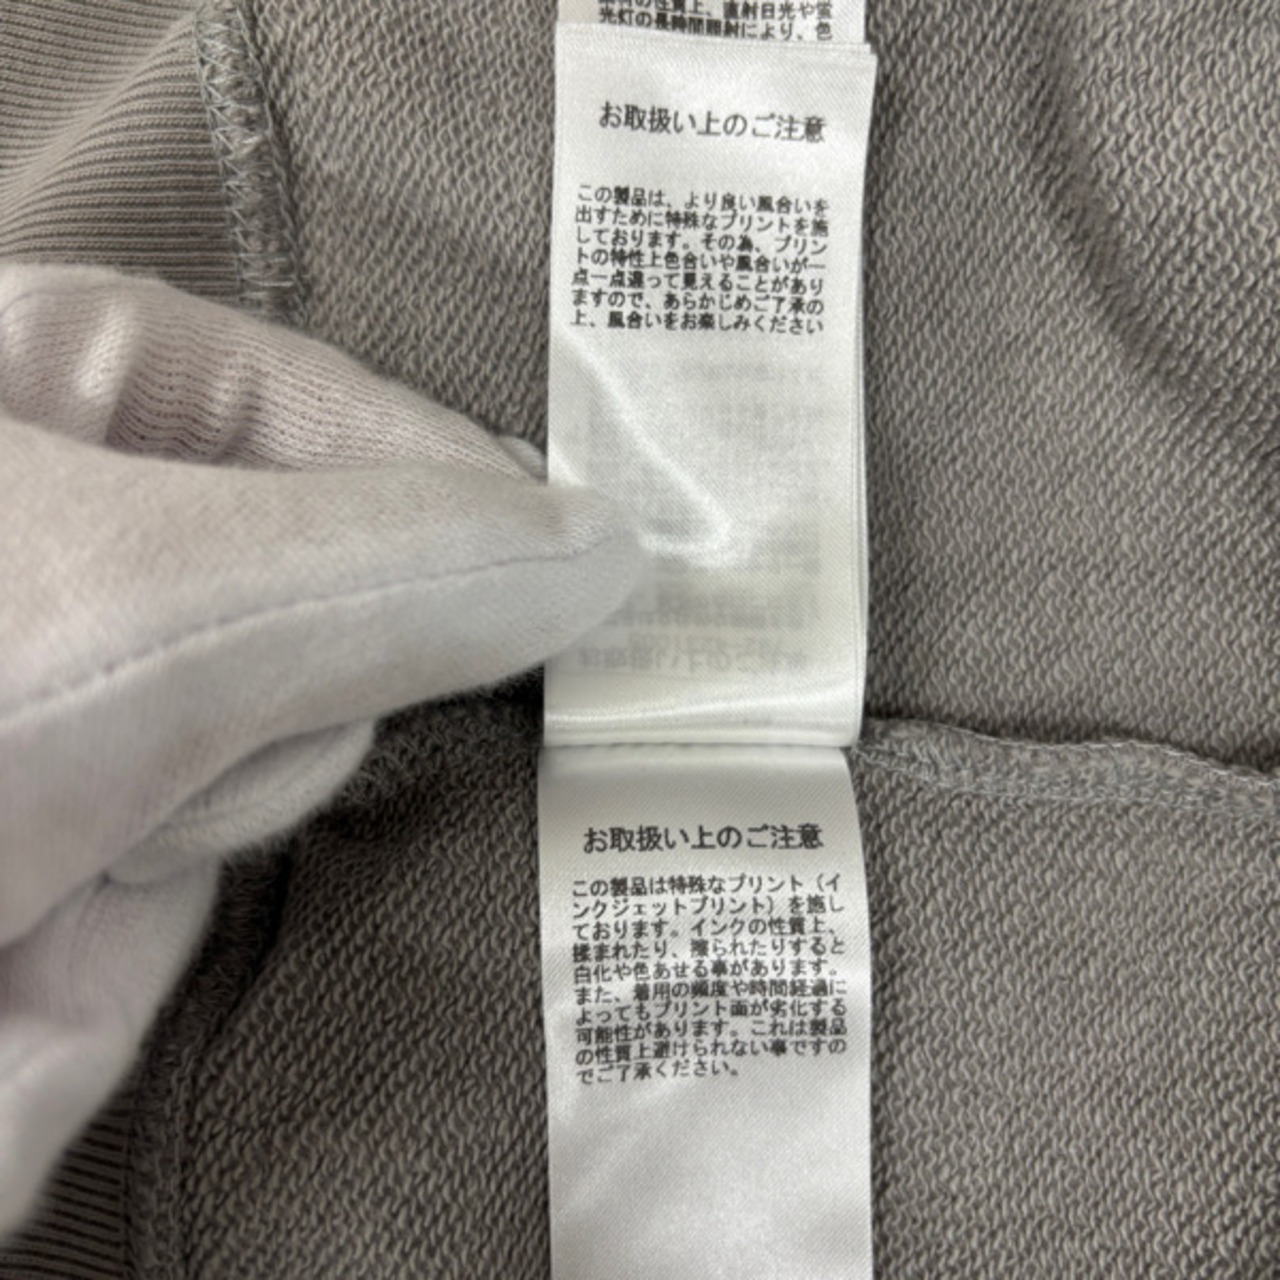 の性質上、直射日光や蛍
光灯の長時間照射により、色
お取扱い上のご注意
この製品は、より良い風合いを
出すために特殊なプリントを施
しております。その為、プリン
トの特性上色合いや風合いが一
点一点違って見えることがあり
ますので、あらかじめご了承の
上、風合いをお楽しみください
お取扱い上のご注意
この製品は特殊なプリント（イ
ンクジェットプリント）を施し
ております。インクの性質上、
揉まれたり、擦られたりすると
白化や色あせる事があります。
また、着用の頻度や時間経過に
よってもプリント面が劣化する
可能性があります。これは製品
の性質上避けられない事ですの
でご了承ください。